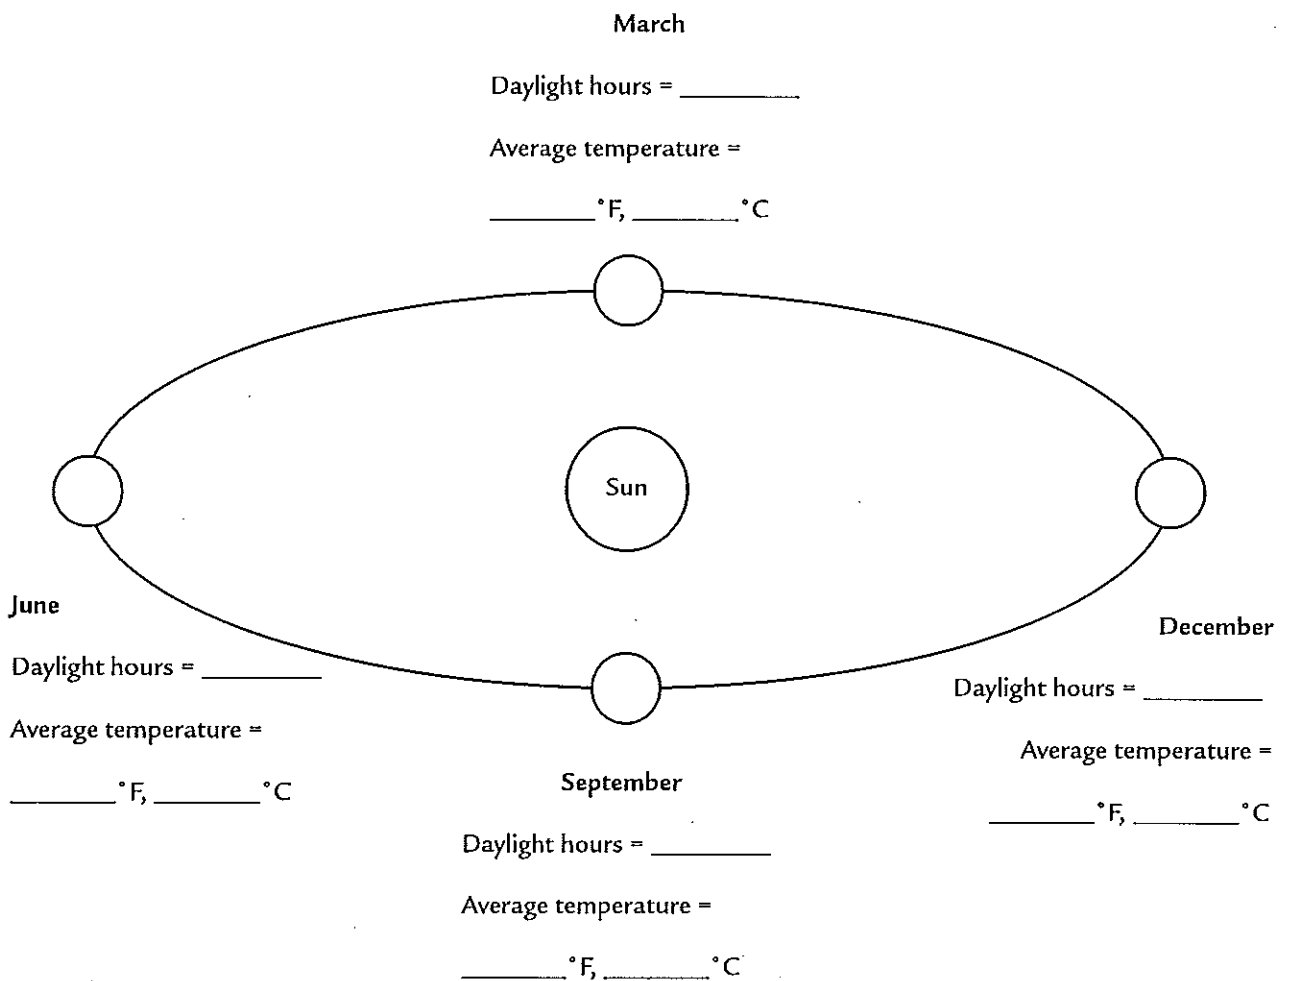 March
Daylight hours = ________
Average temperature =
________°F, ________°C
Sun
June
Daylight hours = ________
Average temperature =
________°F, ________°C
December
Daylight hours = ________
Average temperature =
________°F, ________°C
September
Daylight hours = ________
Average temperature =
________°F, ________°C